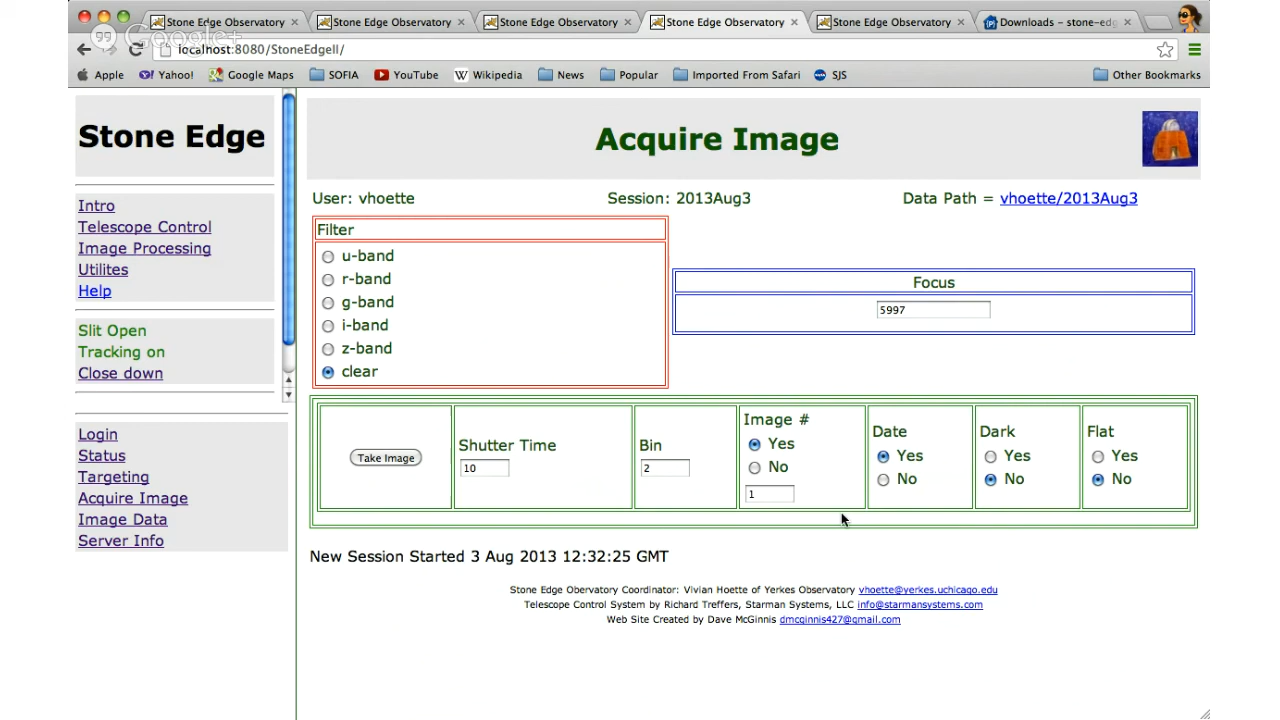 Stone Edge Observatory
Stone Edge Observatory
Stone Edge Observatory
Stone Edge Observatory
Stone Edge Observatory
Downloads - stone-edg
Google+
localhost:8080/StoneEdgeII/
Apple
Yahoo!
Google Maps
SOFIA
YouTube
Wikipedia
News
Popular
Imported From Safari
SJS
Other Bookmarks
Stone Edge
Intro
Telescope Control
Image Processing
Utilites
Help
Slit Open
Tracking on
Close down
Login
Status
Targeting
Acquire Image
Image Data
Server Info
Acquire Image
User: vhoette
Session: 2013Aug3
Data Path = vhoette/2013Aug3
Filter
u-band
r-band
g-band
i-band
z-band
clear
Focus
5997
Take Image
Shutter Time
10
Bin
2
Image #
Yes
No
1
Date
Yes
No
Dark
Yes
No
Flat
Yes
No
New Session Started 3 Aug 2013 12:32:25 GMT
Stone Edge Obervatory Coordinator: Vivian Hoette of Yerkes Observatory vhoette@yerkes.uchicago.edu
Telescope Control System by Richard Treffers, Starman Systems, LLC info@starmansystems.com
Web Site Created by Dave McGinnis dmcginnis427@gmail.com